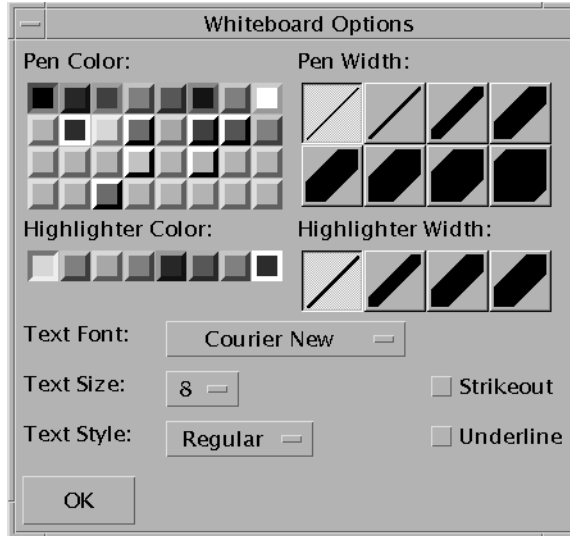 Whiteboard Options
Pen Color: Pen Width:
Highlighter Color: Highlighter Width:
Text Font: Courier New
Text Size: 8 Strikeout
Text Style: Regular Underline
OK